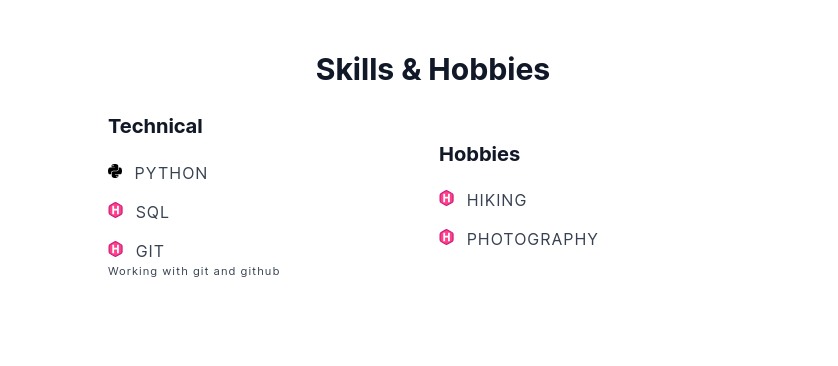 Skills & Hobbies
Technical
PYTHON
SQL
GIT
Working with git and github
Hobbies
HIKING
PHOTOGRAPHY